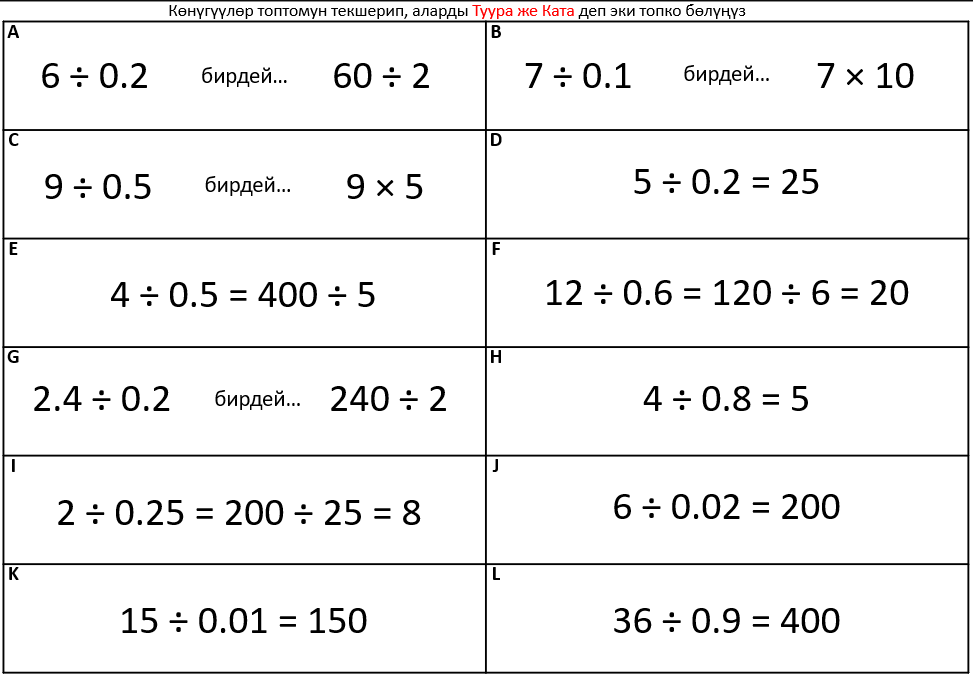 Көнүгүүлөр топтомун текшерип, аларды Туура же Ката деп эки топко бөлүңүз
A
6 ÷ 0.2 бирдей... 60 ÷ 2
B
7 ÷ 0.1 бирдей... 7 × 10
C
9 ÷ 0.5 бирдей... 9 × 5
D
5 ÷ 0.2 = 25
E
4 ÷ 0.5 = 400 ÷ 5
F
12 ÷ 0.6 = 120 ÷ 6 = 20
G
2.4 ÷ 0.2 бирдей... 240 ÷ 2
H
4 ÷ 0.8 = 5
I
2 ÷ 0.25 = 200 ÷ 25 = 8
J
6 ÷ 0.02 = 200
K
15 ÷ 0.01 = 150
L
36 ÷ 0.9 = 400